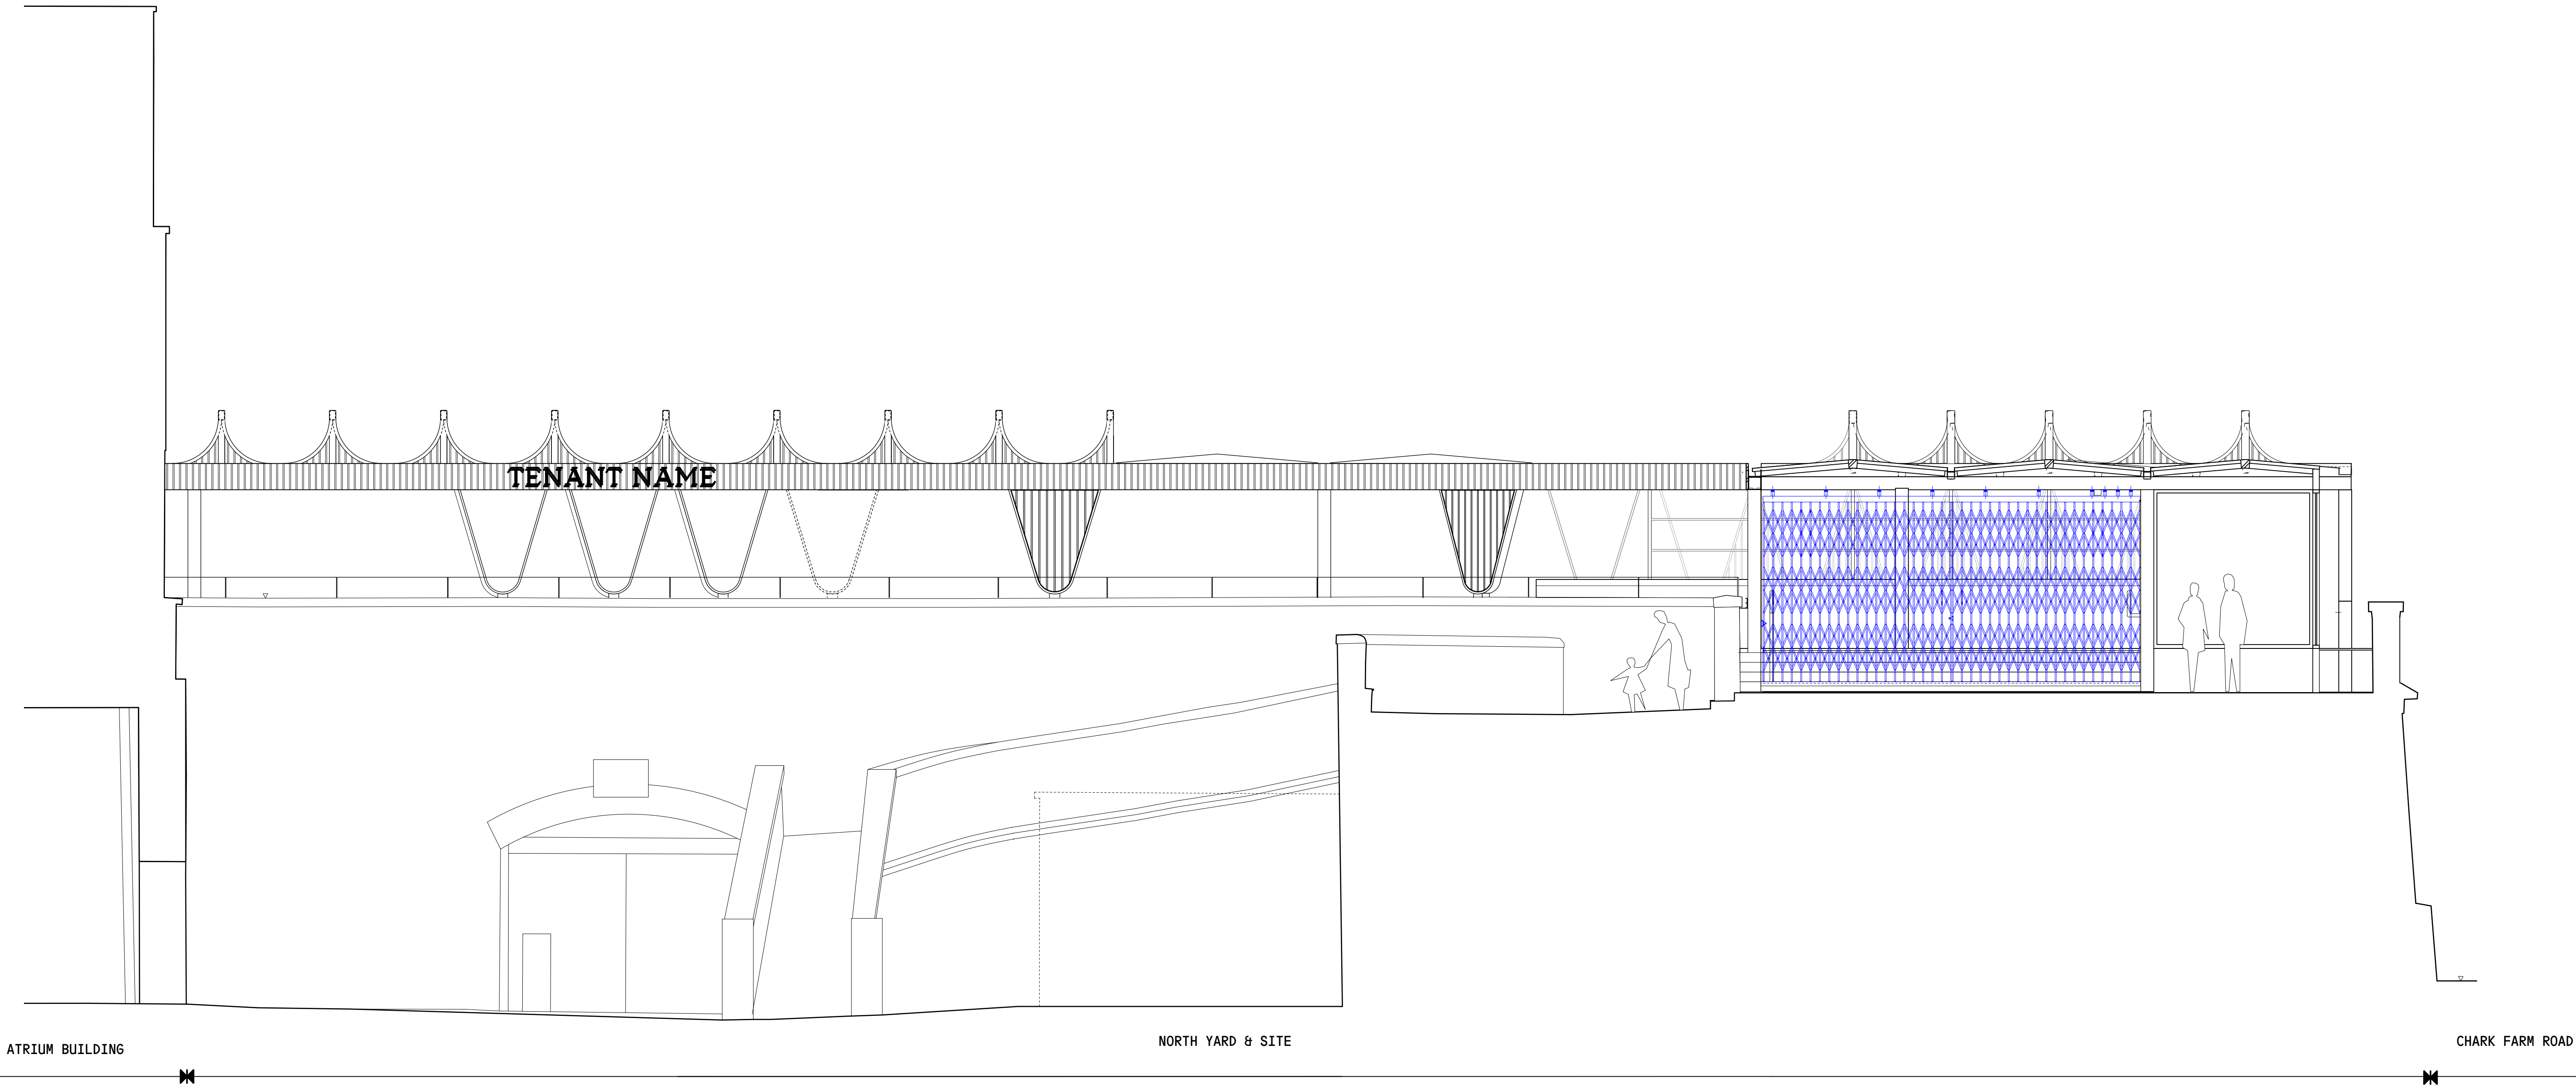 TENANT NAME
ATRIUM BUILDING
NORTH YARD & SITE
CHARK FARM ROAD